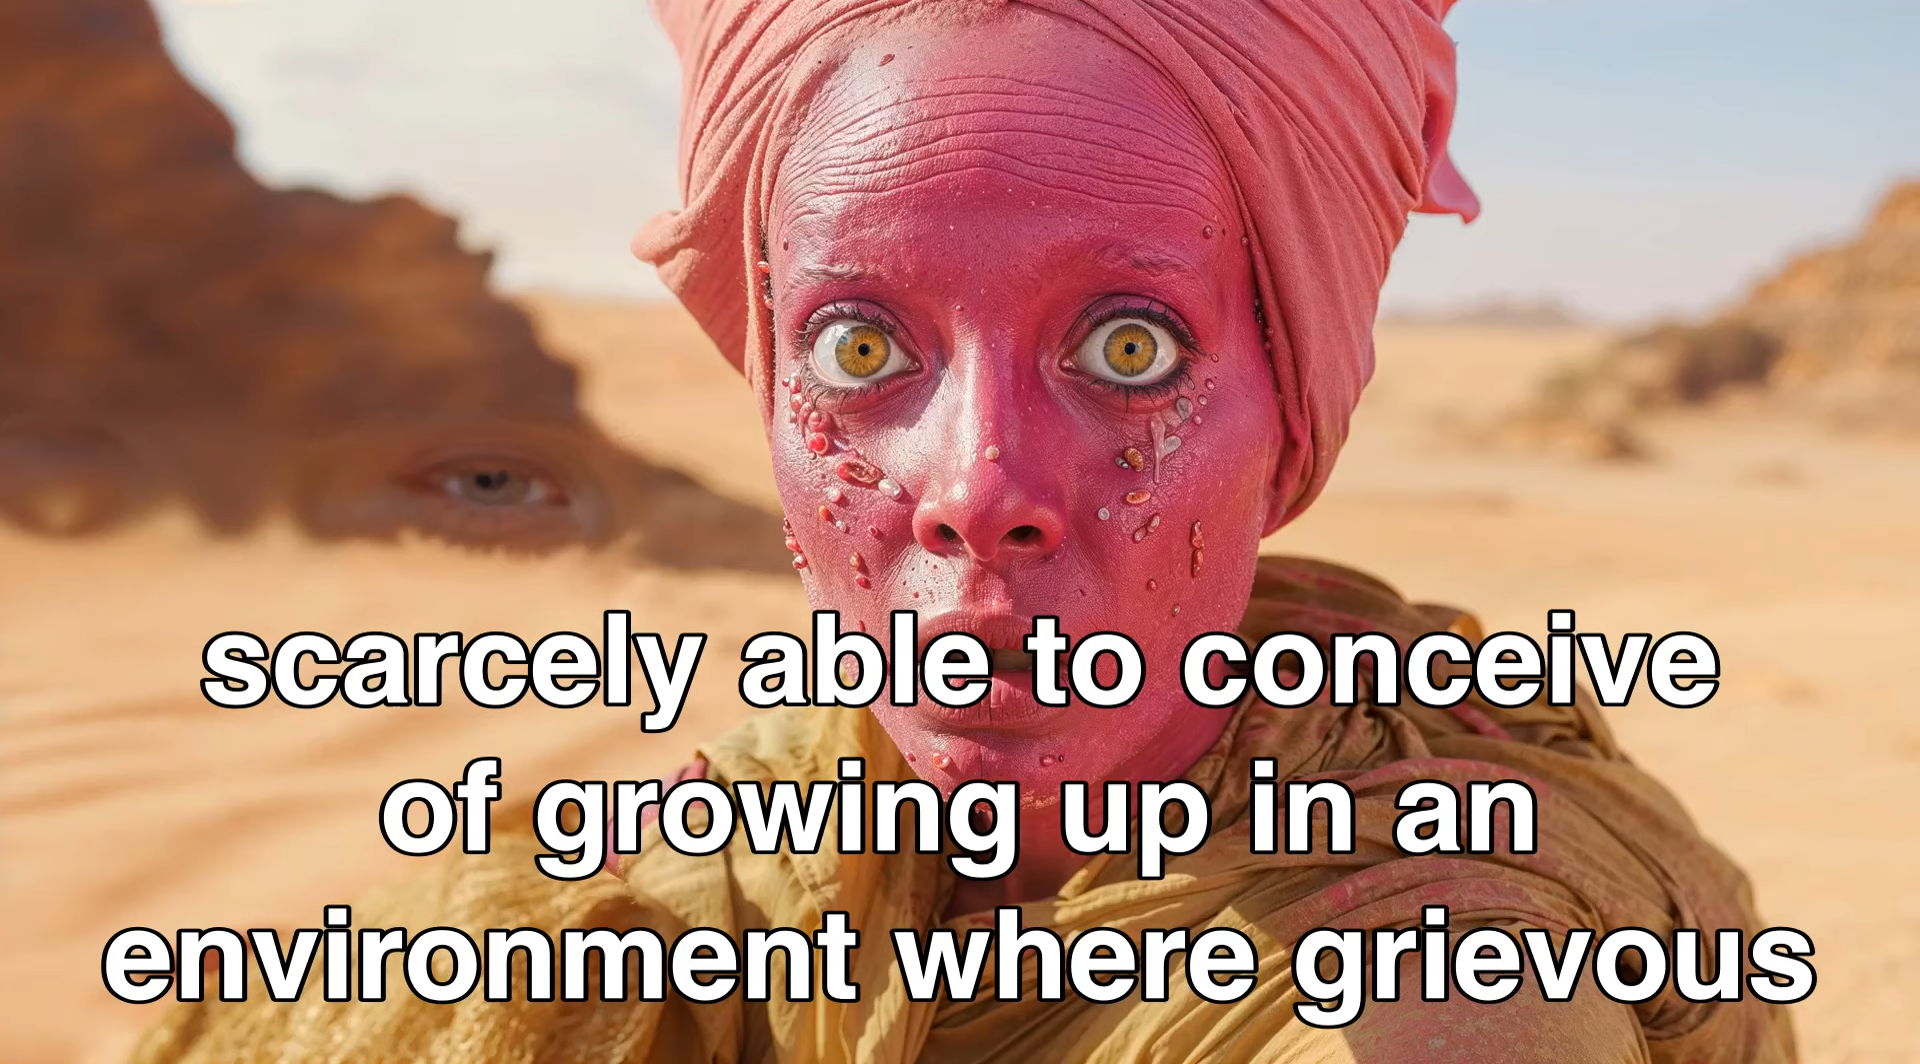 scarcely able to conceive
of growing up in an
environment where grievous